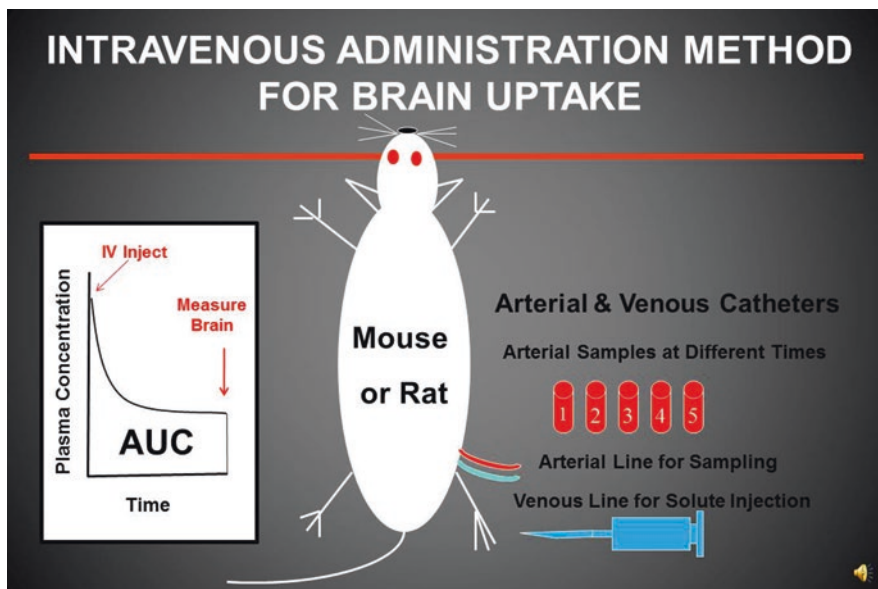 INTRAVENOUS ADMINISTRATION METHOD
FOR BRAIN UPTAKE
IV Inject
Measure
Brain
Plasma Concentration
AUC
Time
Mouse
or Rat
Arterial & Venous Catheters
Arterial Samples at Different Times
1 2 3 4 5
Arterial Line for Sampling
Venous Line for Solute Injection